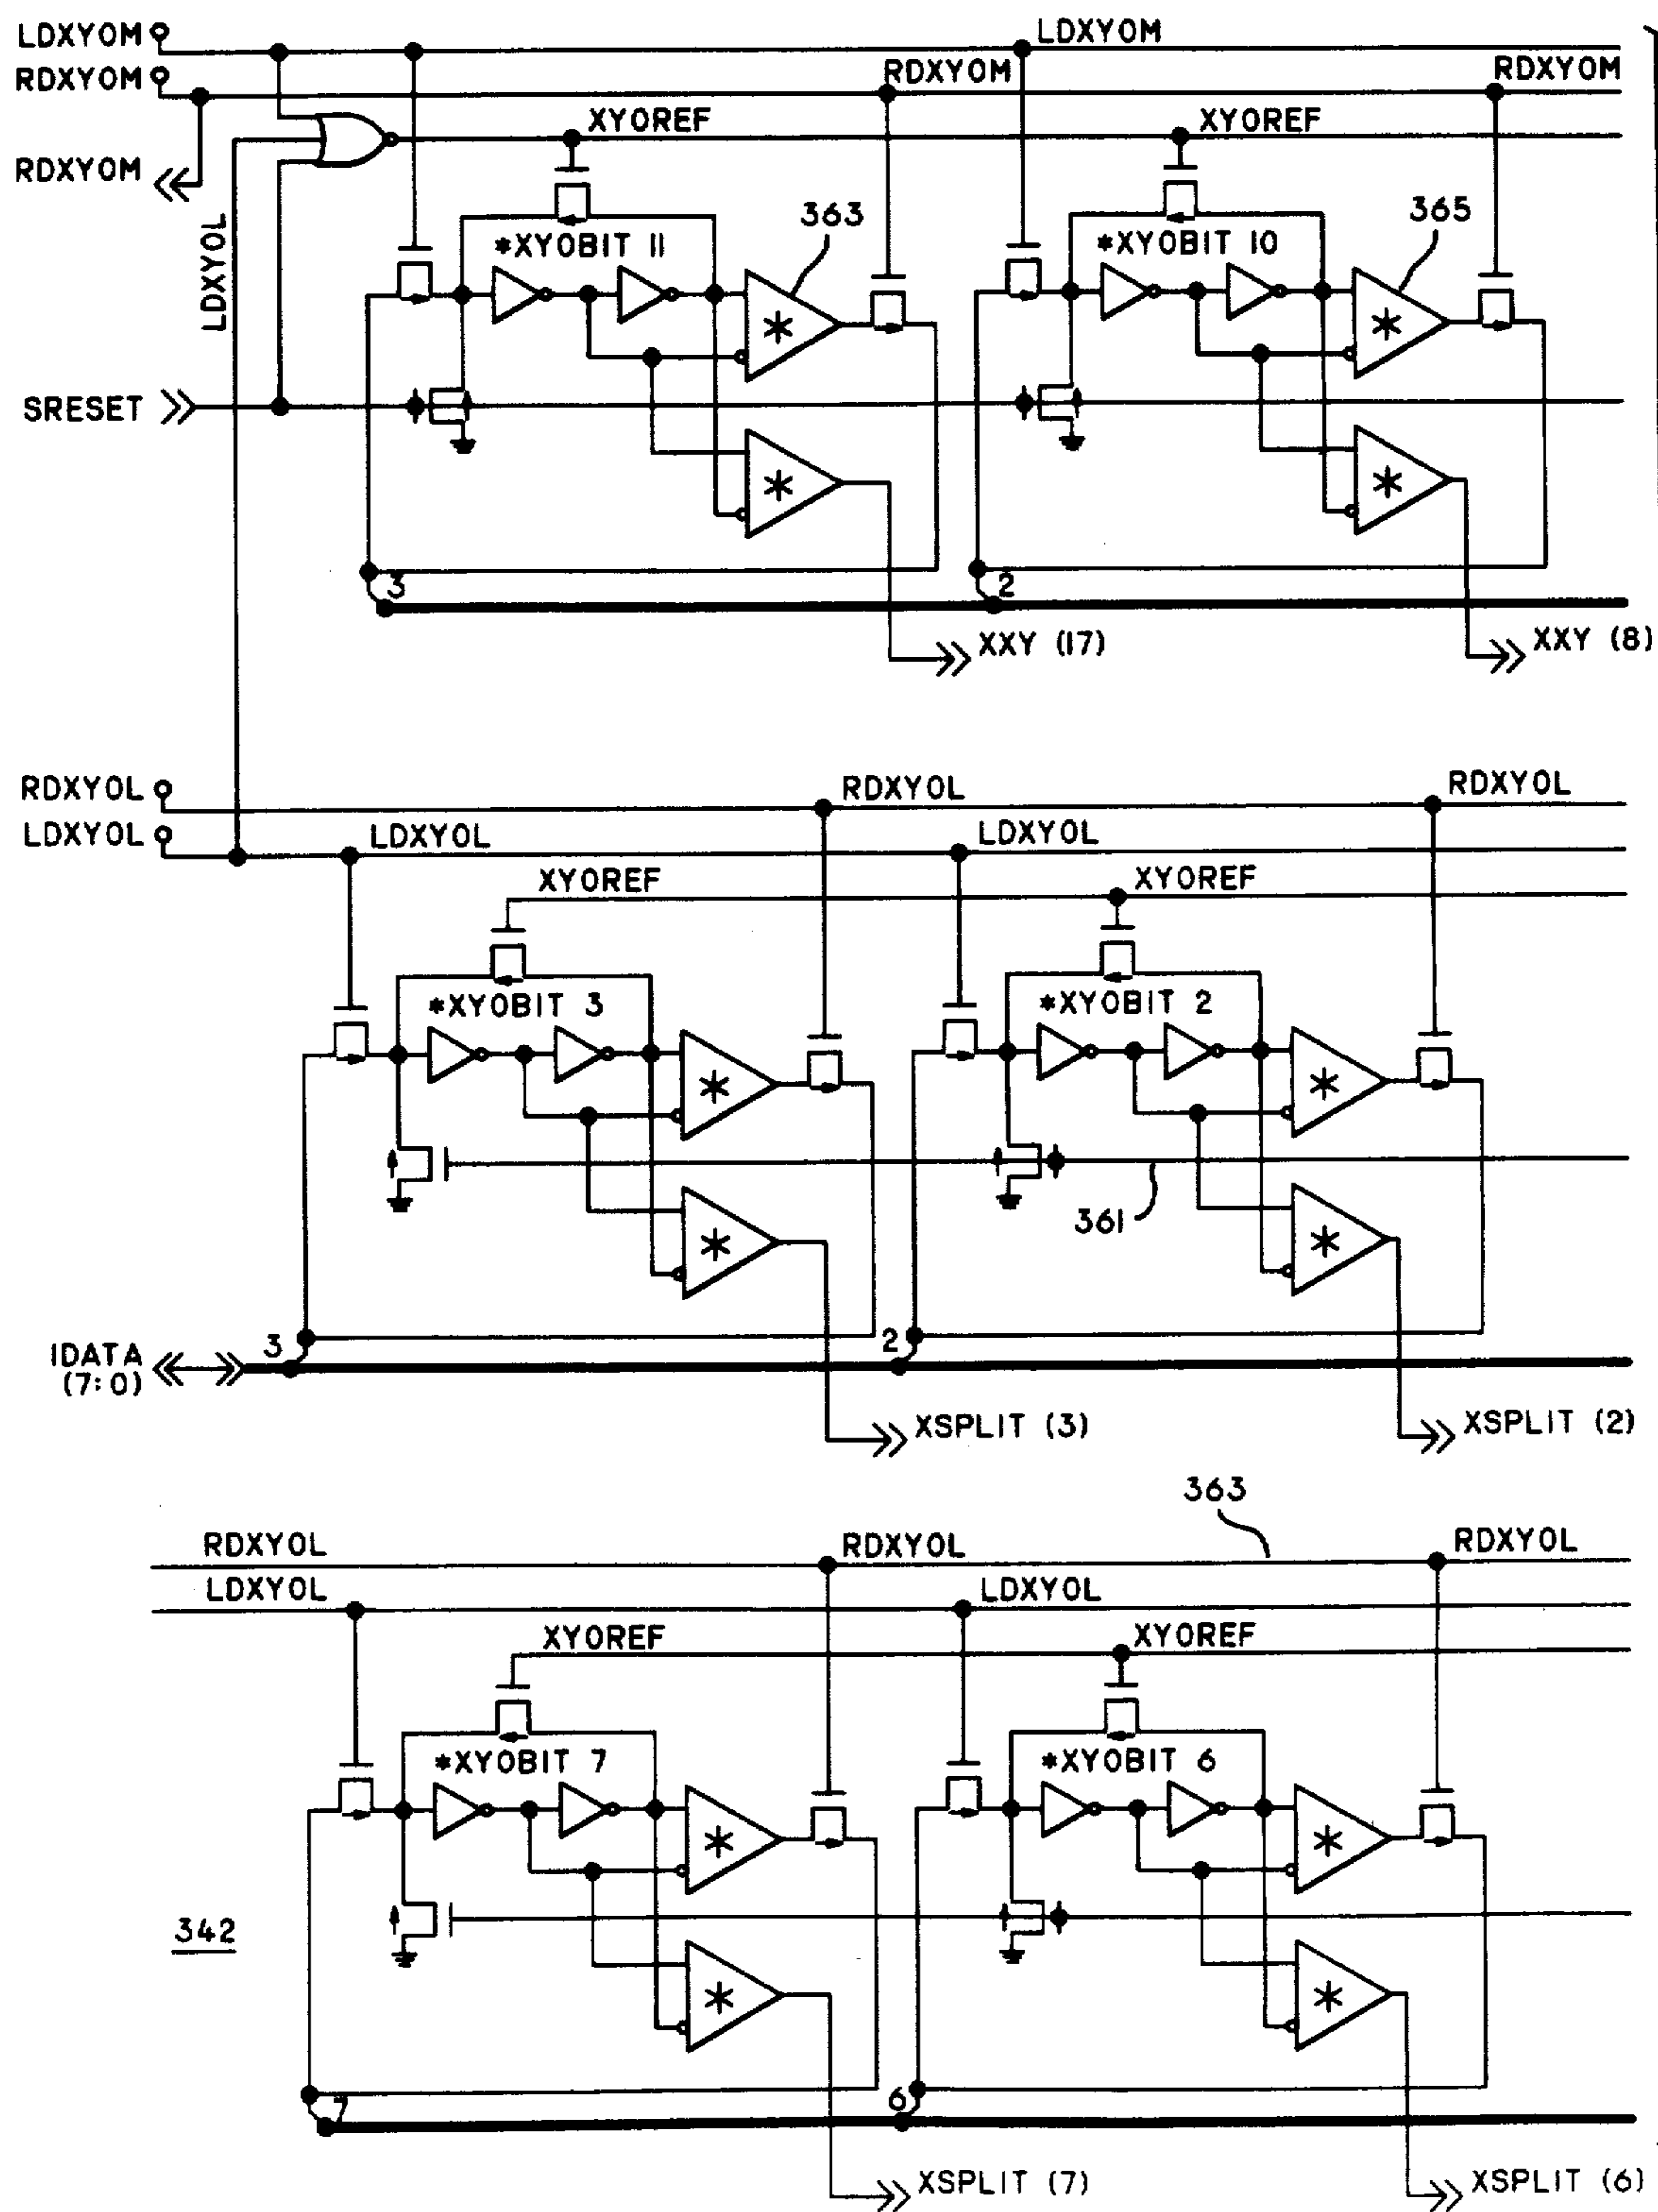 LDXYOM
LDXYOM
RDXYOM
RDXYOM
RDXYOM
XYOREF
XYOREF
RDXYOM
LDXYOL
363
365
*XYOBIT 11
*XYOBIT 10
*
*
SRESET
*
*
3
2
XXY (17)
XXY (8)
RDXYOL
RDXYOL
RDXYOL
LDXYOL
LDXYOL
LDXYOL
XYOREF
XYOREF
*XYOBIT 3
*XYOBIT 2
*
*
361
*
*
3
2
IDATA
(7:0)
XSPLIT (3)
XSPLIT (2)
363
RDXYOL
RDXYOL
RDXYOL
LDXYOL
LDXYOL
XYOREF
XYOREF
*XYOBIT 7
*XYOBIT 6
*
*
342
*
*
7
6
XSPLIT (7)
XSPLIT (6)